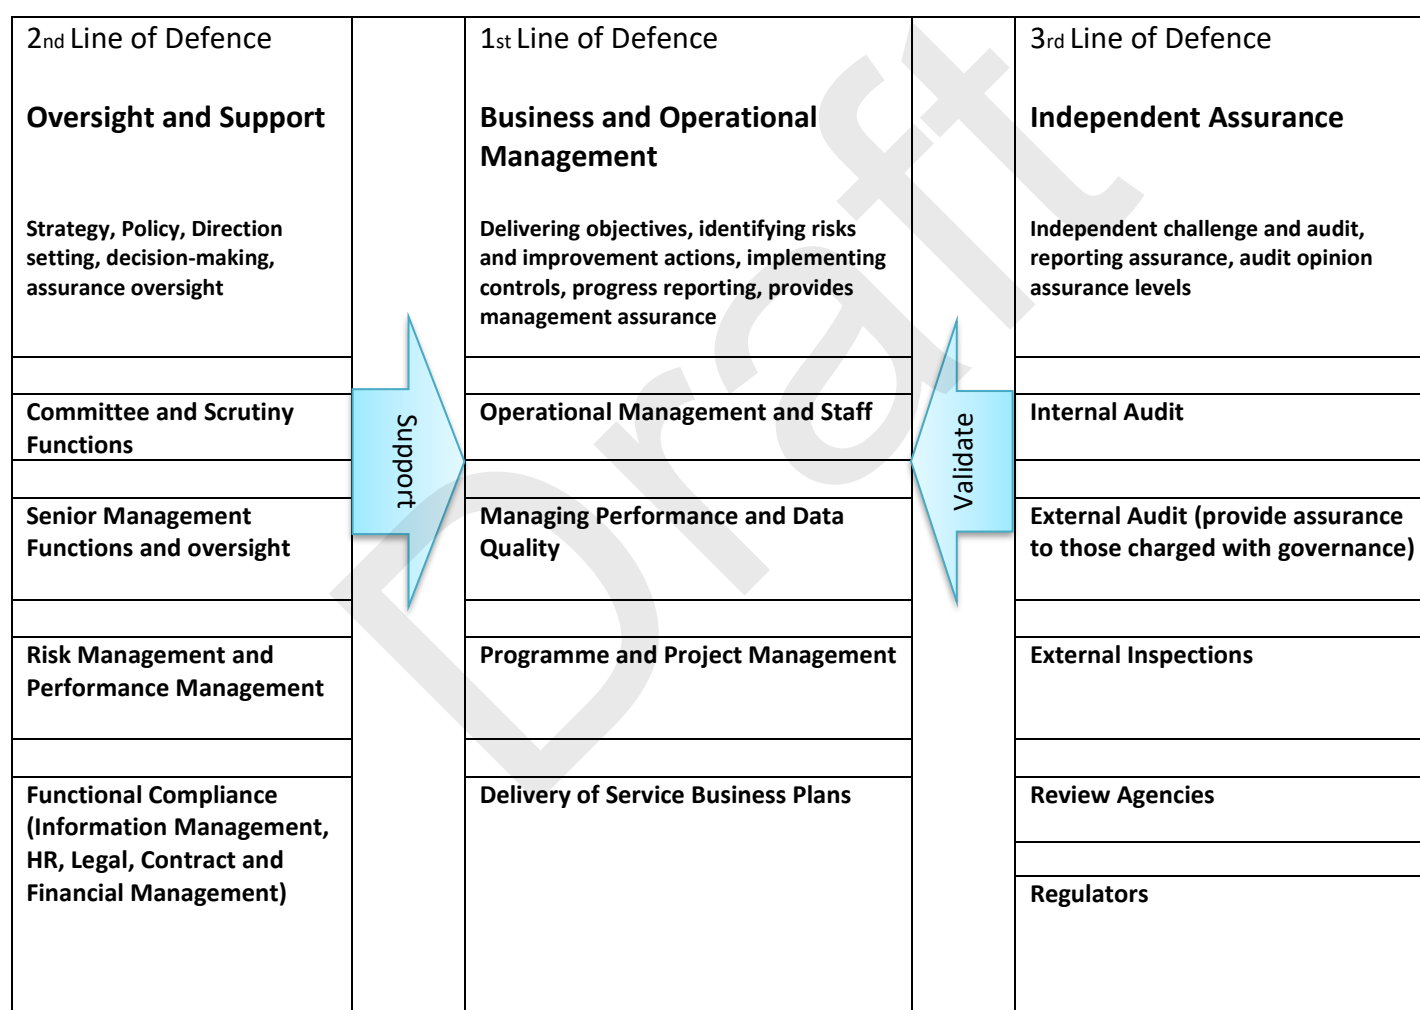 2nd Line of Defence
Oversight and Support
Strategy, Policy, Direction
setting, decision-making,
assurance oversight
Committee and Scrutiny
Functions
Senior Management
Functions and oversight
Risk Management and
Performance Management
Functional Compliance
(Information Management,
HR, Legal, Contract and
Financial Management)
Support
1st Line of Defence
Business and Operational
Management
Delivering objectives, identifying risks
and improvement actions, implementing
controls, progress reporting, provides
management assurance
Operational Management and Staff
Managing Performance and Data
Quality
Programme and Project Management
Delivery of Service Business Plans
Validate
3rd Line of Defence
Independent Assurance
Independent challenge and audit,
reporting assurance, audit opinion
assurance levels
Internal Audit
External Audit (provide assurance
to those charged with governance)
External Inspections
Review Agencies
Regulators
Draft